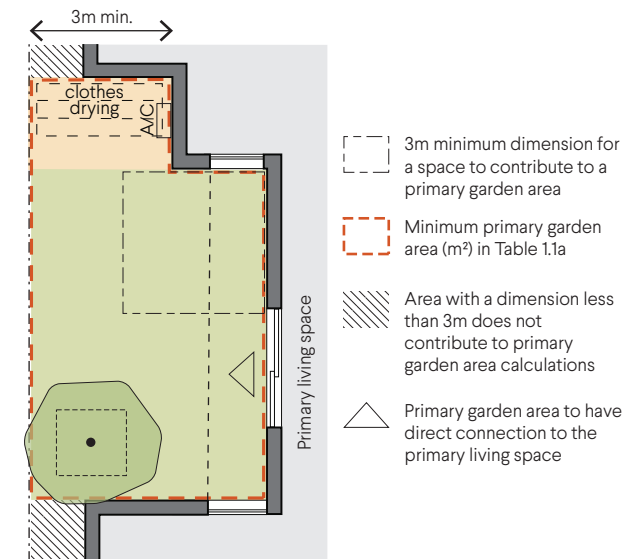 3m min.
clothes
drying
A/C
Primary living space
3m minimum dimension for
a space to contribute to a
primary garden area
Minimum primary garden
area (m²) in Table 1.1a
Area with a dimension less
than 3m does not
contribute to primary
garden area calculations
Primary garden area to have
direct connection to the
primary living space